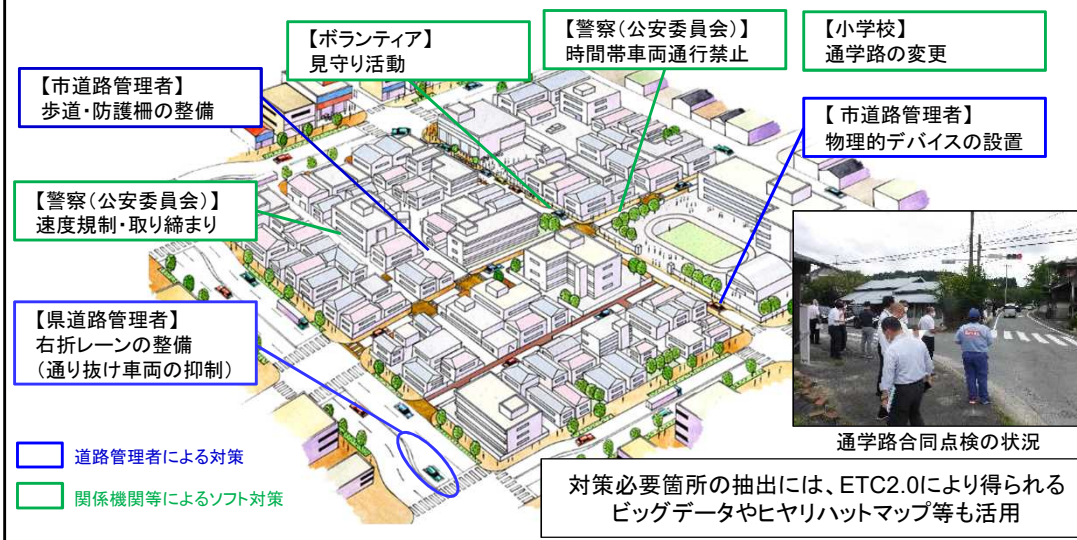 【ボランティア】
見守り活動
【警察(公安委員会)】
時間帯車両通行禁止
【小学校】
通学路の変更
【市道路管理者】
歩道・防護柵の整備
【市道路管理者】
物理的デバイスの設置
【警察(公安委員会)】
速度規制・取り締まり
【県道路管理者】
右折レーンの整備
(通り抜け車両の抑制)
通学路合同点検の状況
道路管理者による対策
関係機関等によるソフト対策
対策必要箇所の抽出には、ETC2.0により得られる
ビッグデータやヒヤリハットマップ等も活用